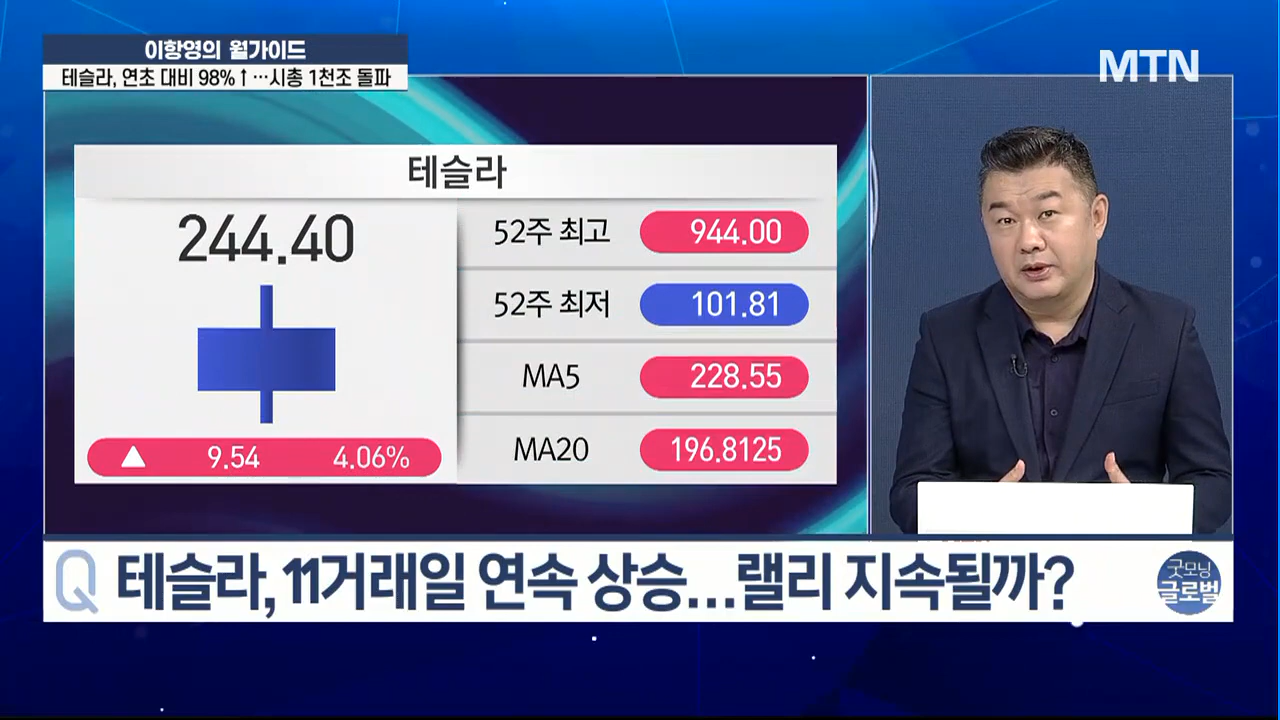 이항영의 월가이드
테슬라, 연초 대비 98%↑…시총 1천조 돌파
MTN
테슬라
244.40
52주 최고 944.00
52주 최저 101.81
MA5 228.55
MA20 196.8125
▲ 9.54 4.06%
Q 테슬라, 11거래일 연속 상승...랠리 지속될까?
굿모닝
글로벌